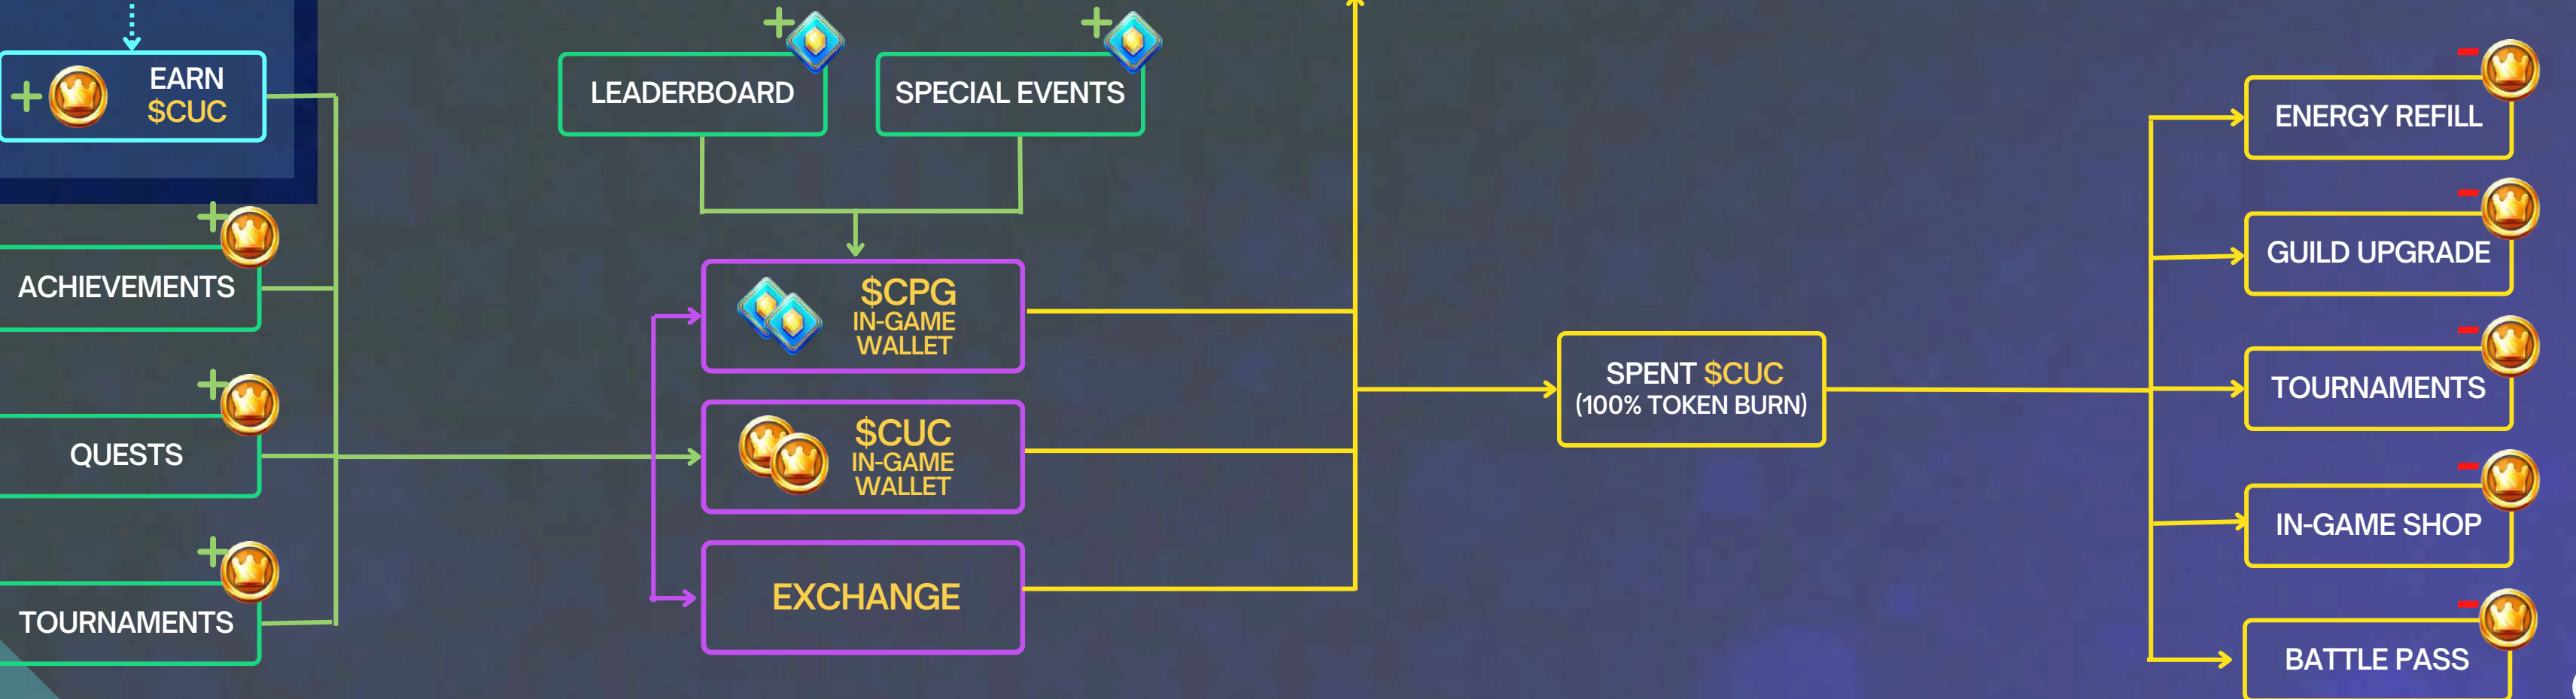 EARN
$CUC
ACHIEVEMENTS
QUESTS
TOURNAMENTS
LEADERBOARD
SPECIAL EVENTS
$CPG
IN-GAME
WALLET
$CUC
IN-GAME
WALLET
EXCHANGE
SPENT $CUC
(100% TOKEN BURN)
ENERGY REFILL
GUILD UPGRADE
TOURNAMENTS
IN-GAME SHOP
BATTLE PASS